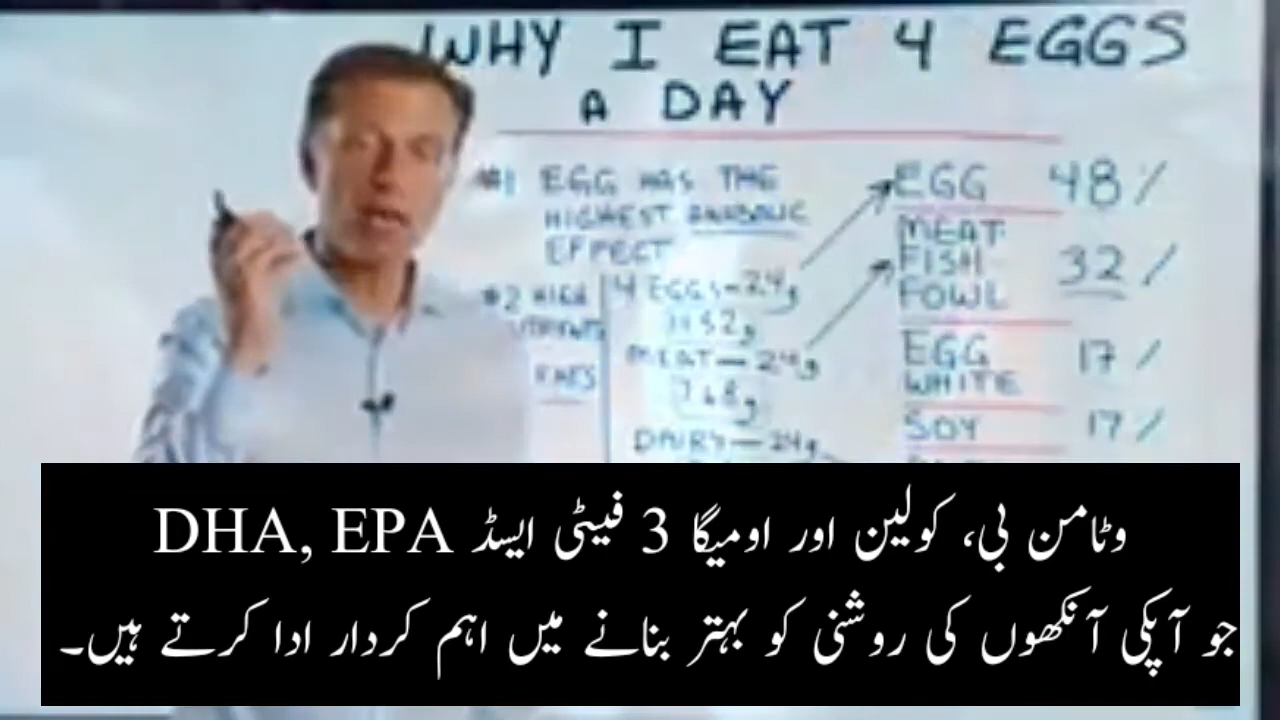 WHY I EAT 4 EGGS
A DAY
#1 EGG HAS THE
HIGHEST ANABOLIC
EFFECT
#2 HIGH
4 EGGS - 24g
MEAT - 24g
DAIRY - 24g
EGG 48%
MEAT
FISH 32%
FOWL
EGG 17%
WHITE
SOY 17%
وٹامن بی، کولین اور اومیگا 3 فیٹی ایسڈ DHA, EPA
جو آپکی آنکھوں کی روشنی کو بہتر بنانے میں اہم کردار ادا کرتے ہیں۔